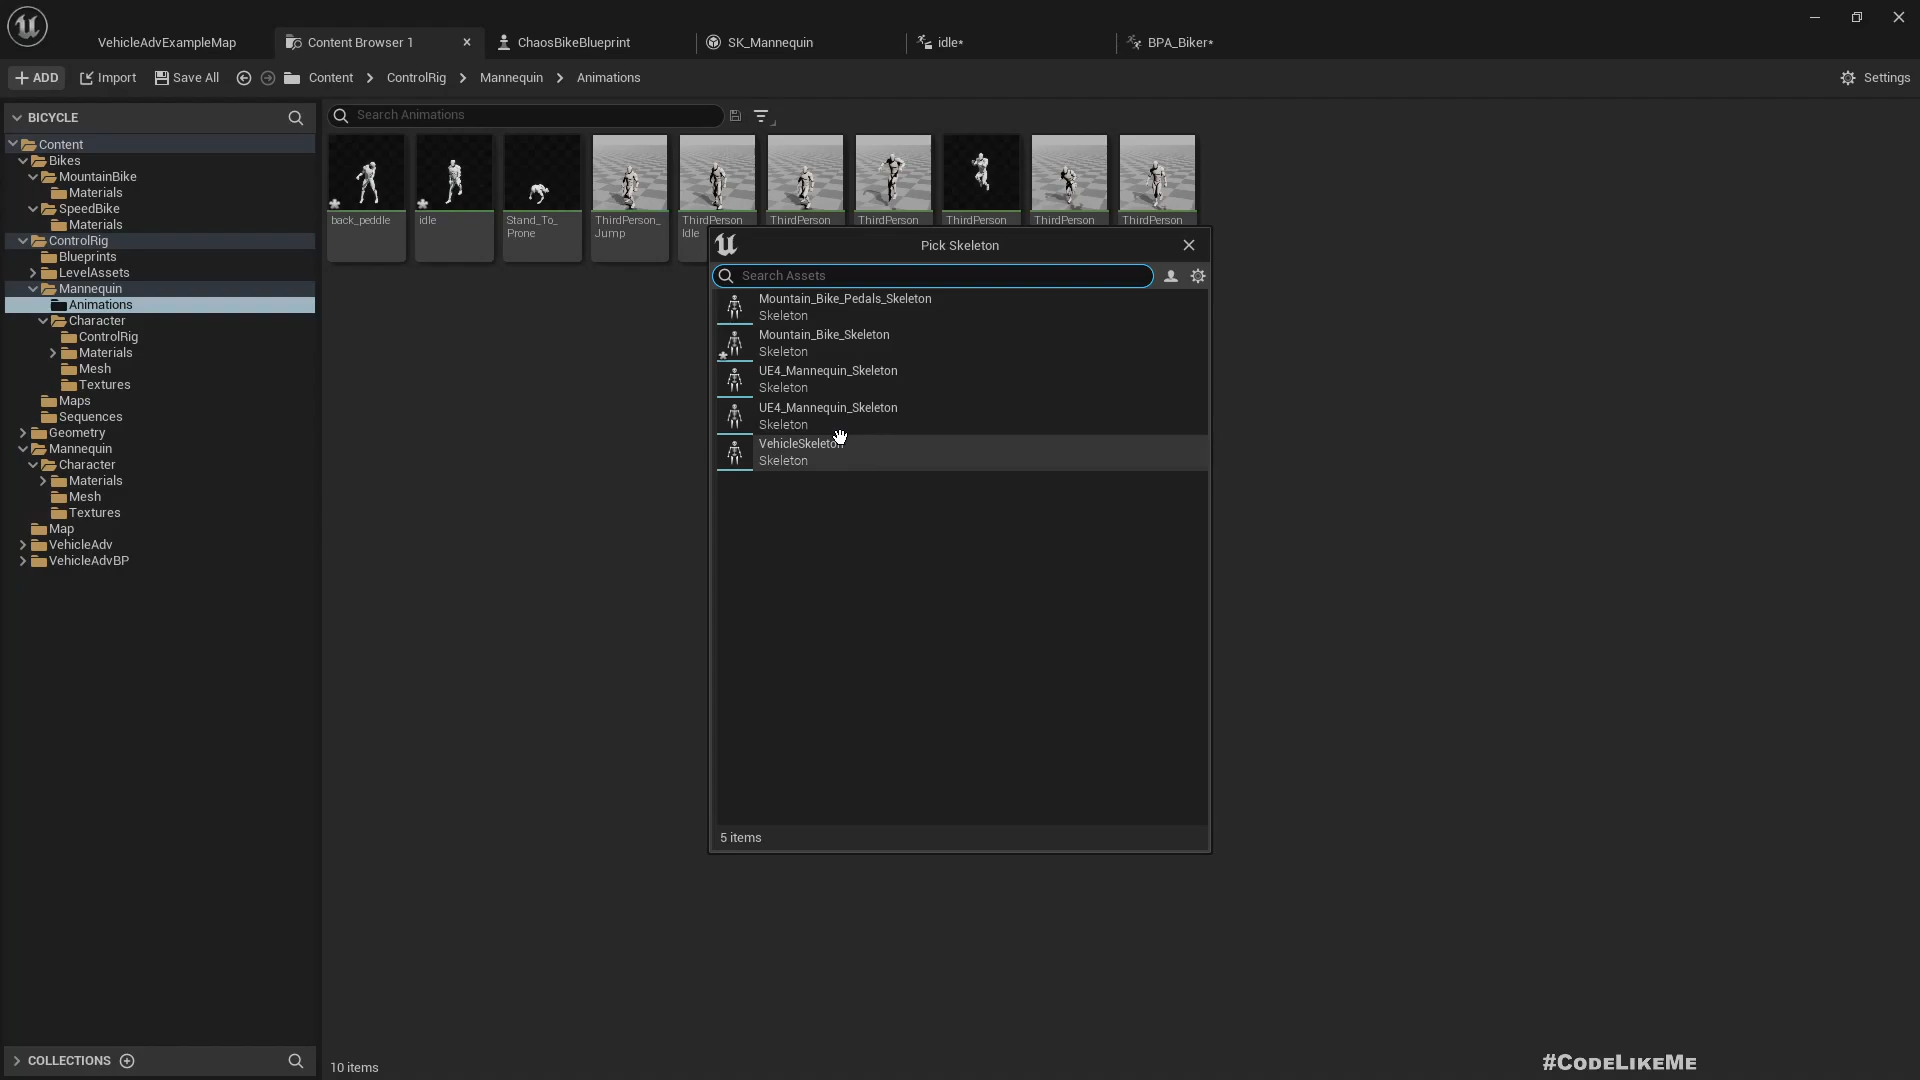 VehicleAdvExampleMap
Content Browser 1
ChaosBikeBlueprint
SK_Mannequin
idle*
BPA_Biker*
ADD
Import
Save All
Content
ControlRig
Mannequin
Animations
Settings
BICYCLE
Search Animations
Content
Bikes
MountainBike
Materials
SpeedBike
Materials
ControlRig
Blueprints
LevelAssets
Mannequin
Animations
Character
ControlRig
Materials
Mesh
Textures
Maps
Sequences
Geometry
Mannequin
Character
Materials
Mesh
Textures
Map
VehicleAdv
VehicleAdvBP
COLLECTIONS
back_peddle
idle
Stand_To_
Prone
ThirdPerson_
Jump
ThirdPerson
Idle
ThirdPerson
ThirdPerson
ThirdPerson
ThirdPerson
ThirdPerson
Pick Skeleton
Search Assets
Mountain_Bike_Pedals_Skeleton
Skeleton
Mountain_Bike_Skeleton
Skeleton
UE4_Mannequin_Skeleton
Skeleton
UE4_Mannequin_Skeleton
Skeleton
VehicleSkeleton
Skeleton
5 items
10 items
#CodeLikeMe